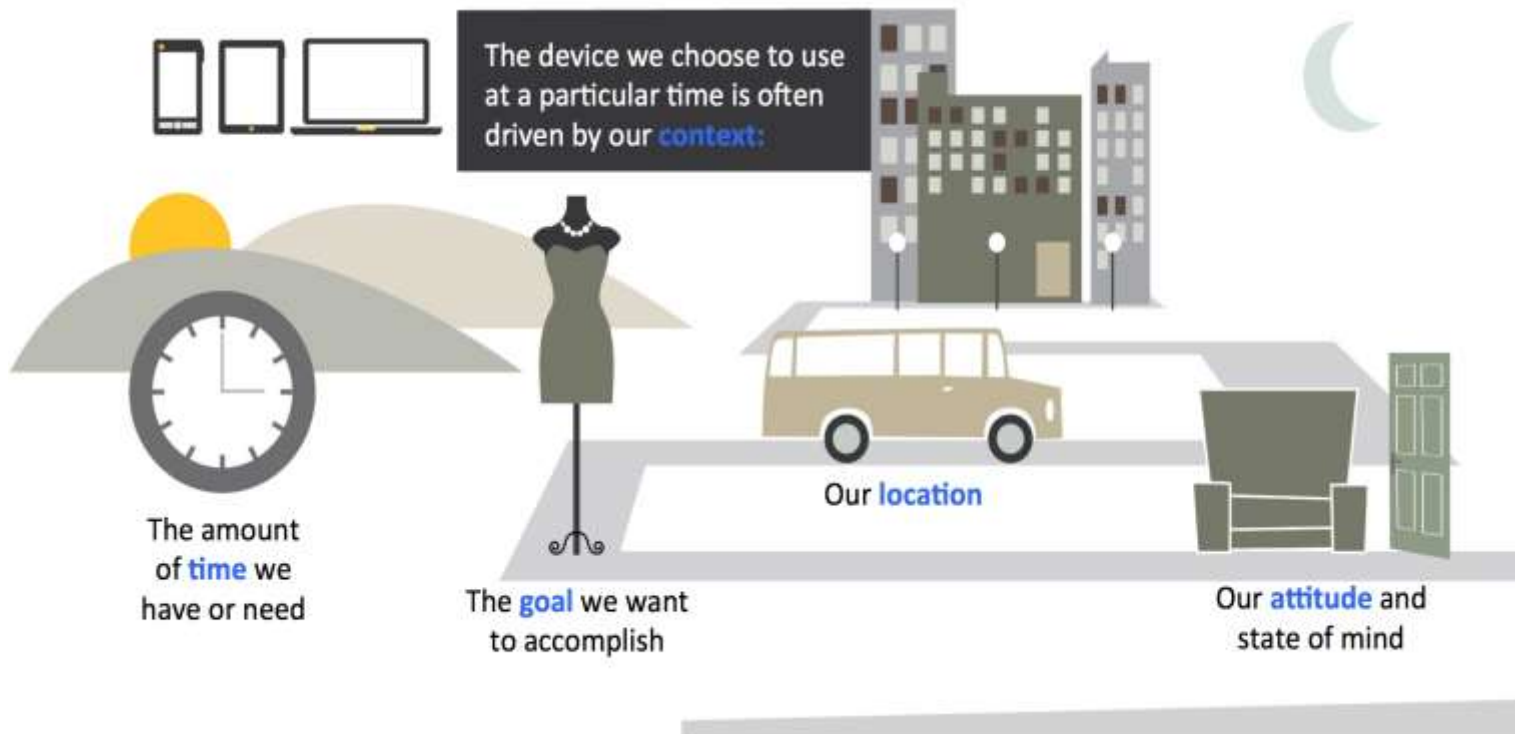 The device we choose to use
at a particular time is often
driven by our context:
The amount
of time we
have or need
The goal we want
to accomplish
Our location
Our attitude and
state of mind